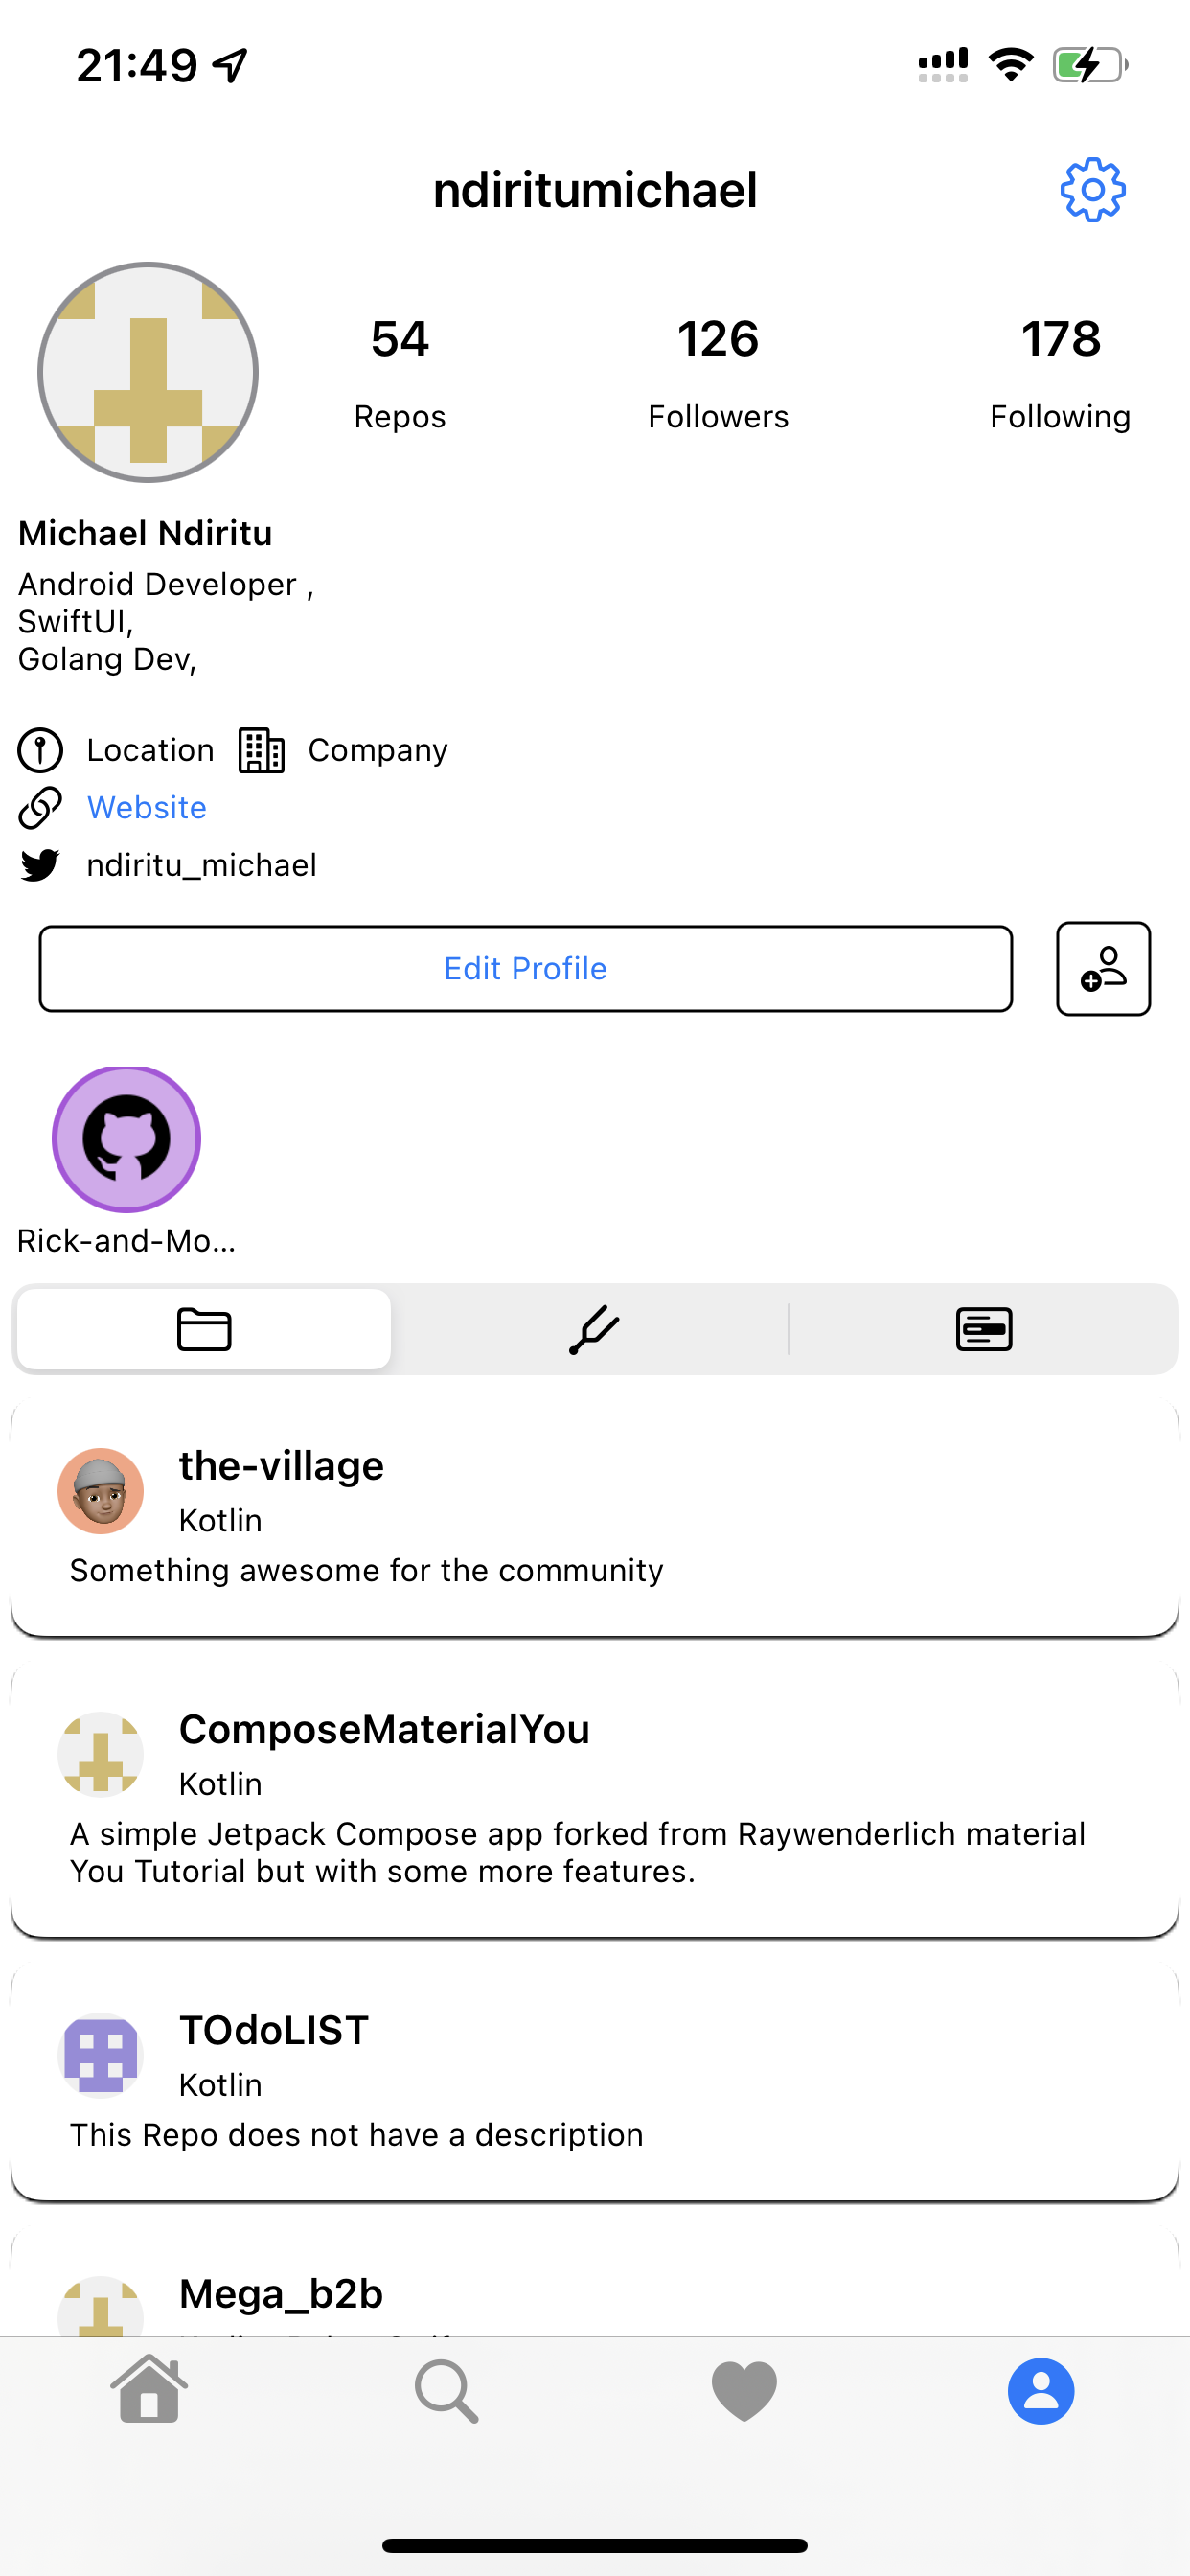 21:49
ndiritumichael
54
126
178
Repos
Followers
Following
Michael Ndiritu
Android Developer ,
SwiftUI,
Golang Dev,
Location
Company
Website
ndiritu_michael
Edit Profile
Rick-and-Mo...
the-village
Kotlin
Something awesome for the community
ComposeMaterialYou
Kotlin
A simple Jetpack Compose app forked from Raywenderlich material
You Tutorial but with some more features.
TOdoLIST
Kotlin
This Repo does not have a description
Mega_b2b